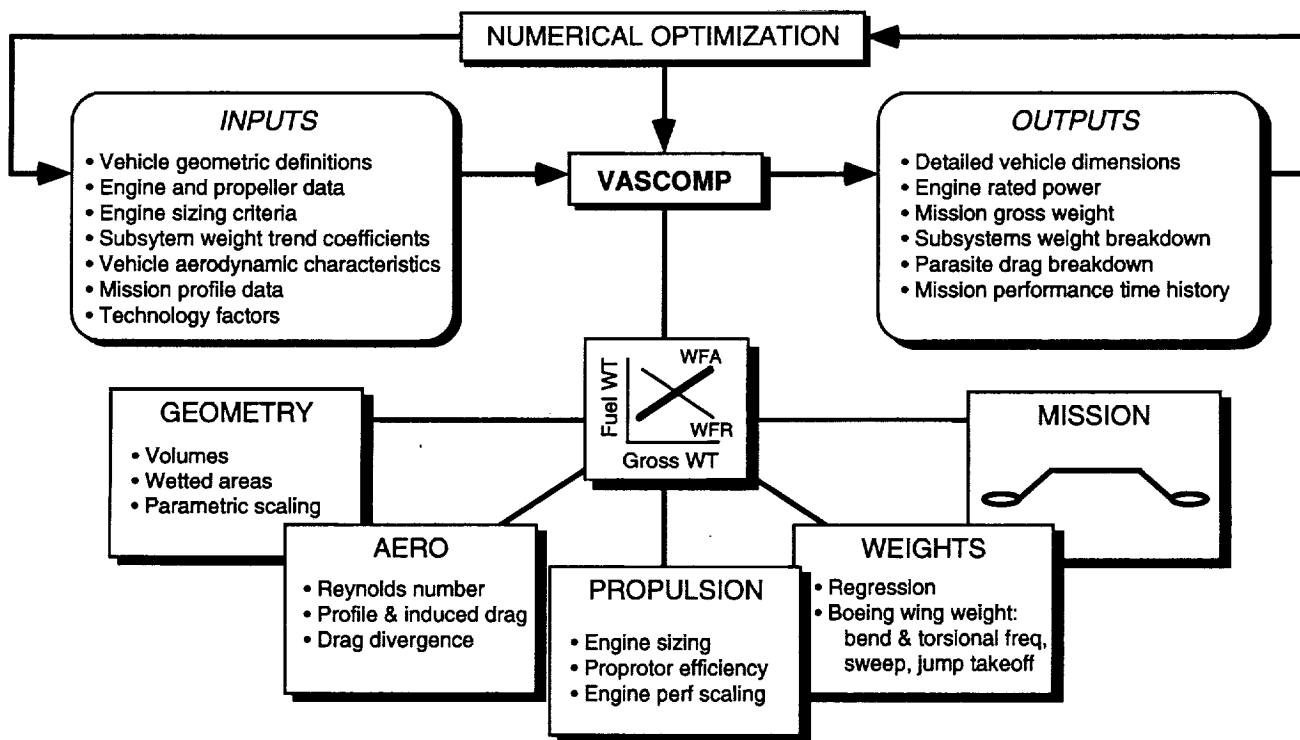 NUMERICAL OPTIMIZATION
INPUTS
• Vehicle geometric definitions
• Engine and propeller data
• Engine sizing criteria
• Subsytem weight trend coefficients
• Vehicle aerodynamic characteristics
• Mission profile data
• Technology factors
VASCOMP
OUTPUTS
• Detailed vehicle dimensions
• Engine rated power
• Mission gross weight
• Subsystems weight breakdown
• Parasite drag breakdown
• Mission performance time history
Fuel WT
WFA
WFR
Gross WT
GEOMETRY
• Volumes
• Wetted areas
• Parametric scaling
AERO
• Reynolds number
• Profile & induced drag
• Drag divergence
PROPULSION
• Engine sizing
• Proprotor efficiency
• Engine perf scaling
WEIGHTS
• Regression
• Boeing wing weight:
bend & torsional freq,
sweep, jump takeoff
MISSION